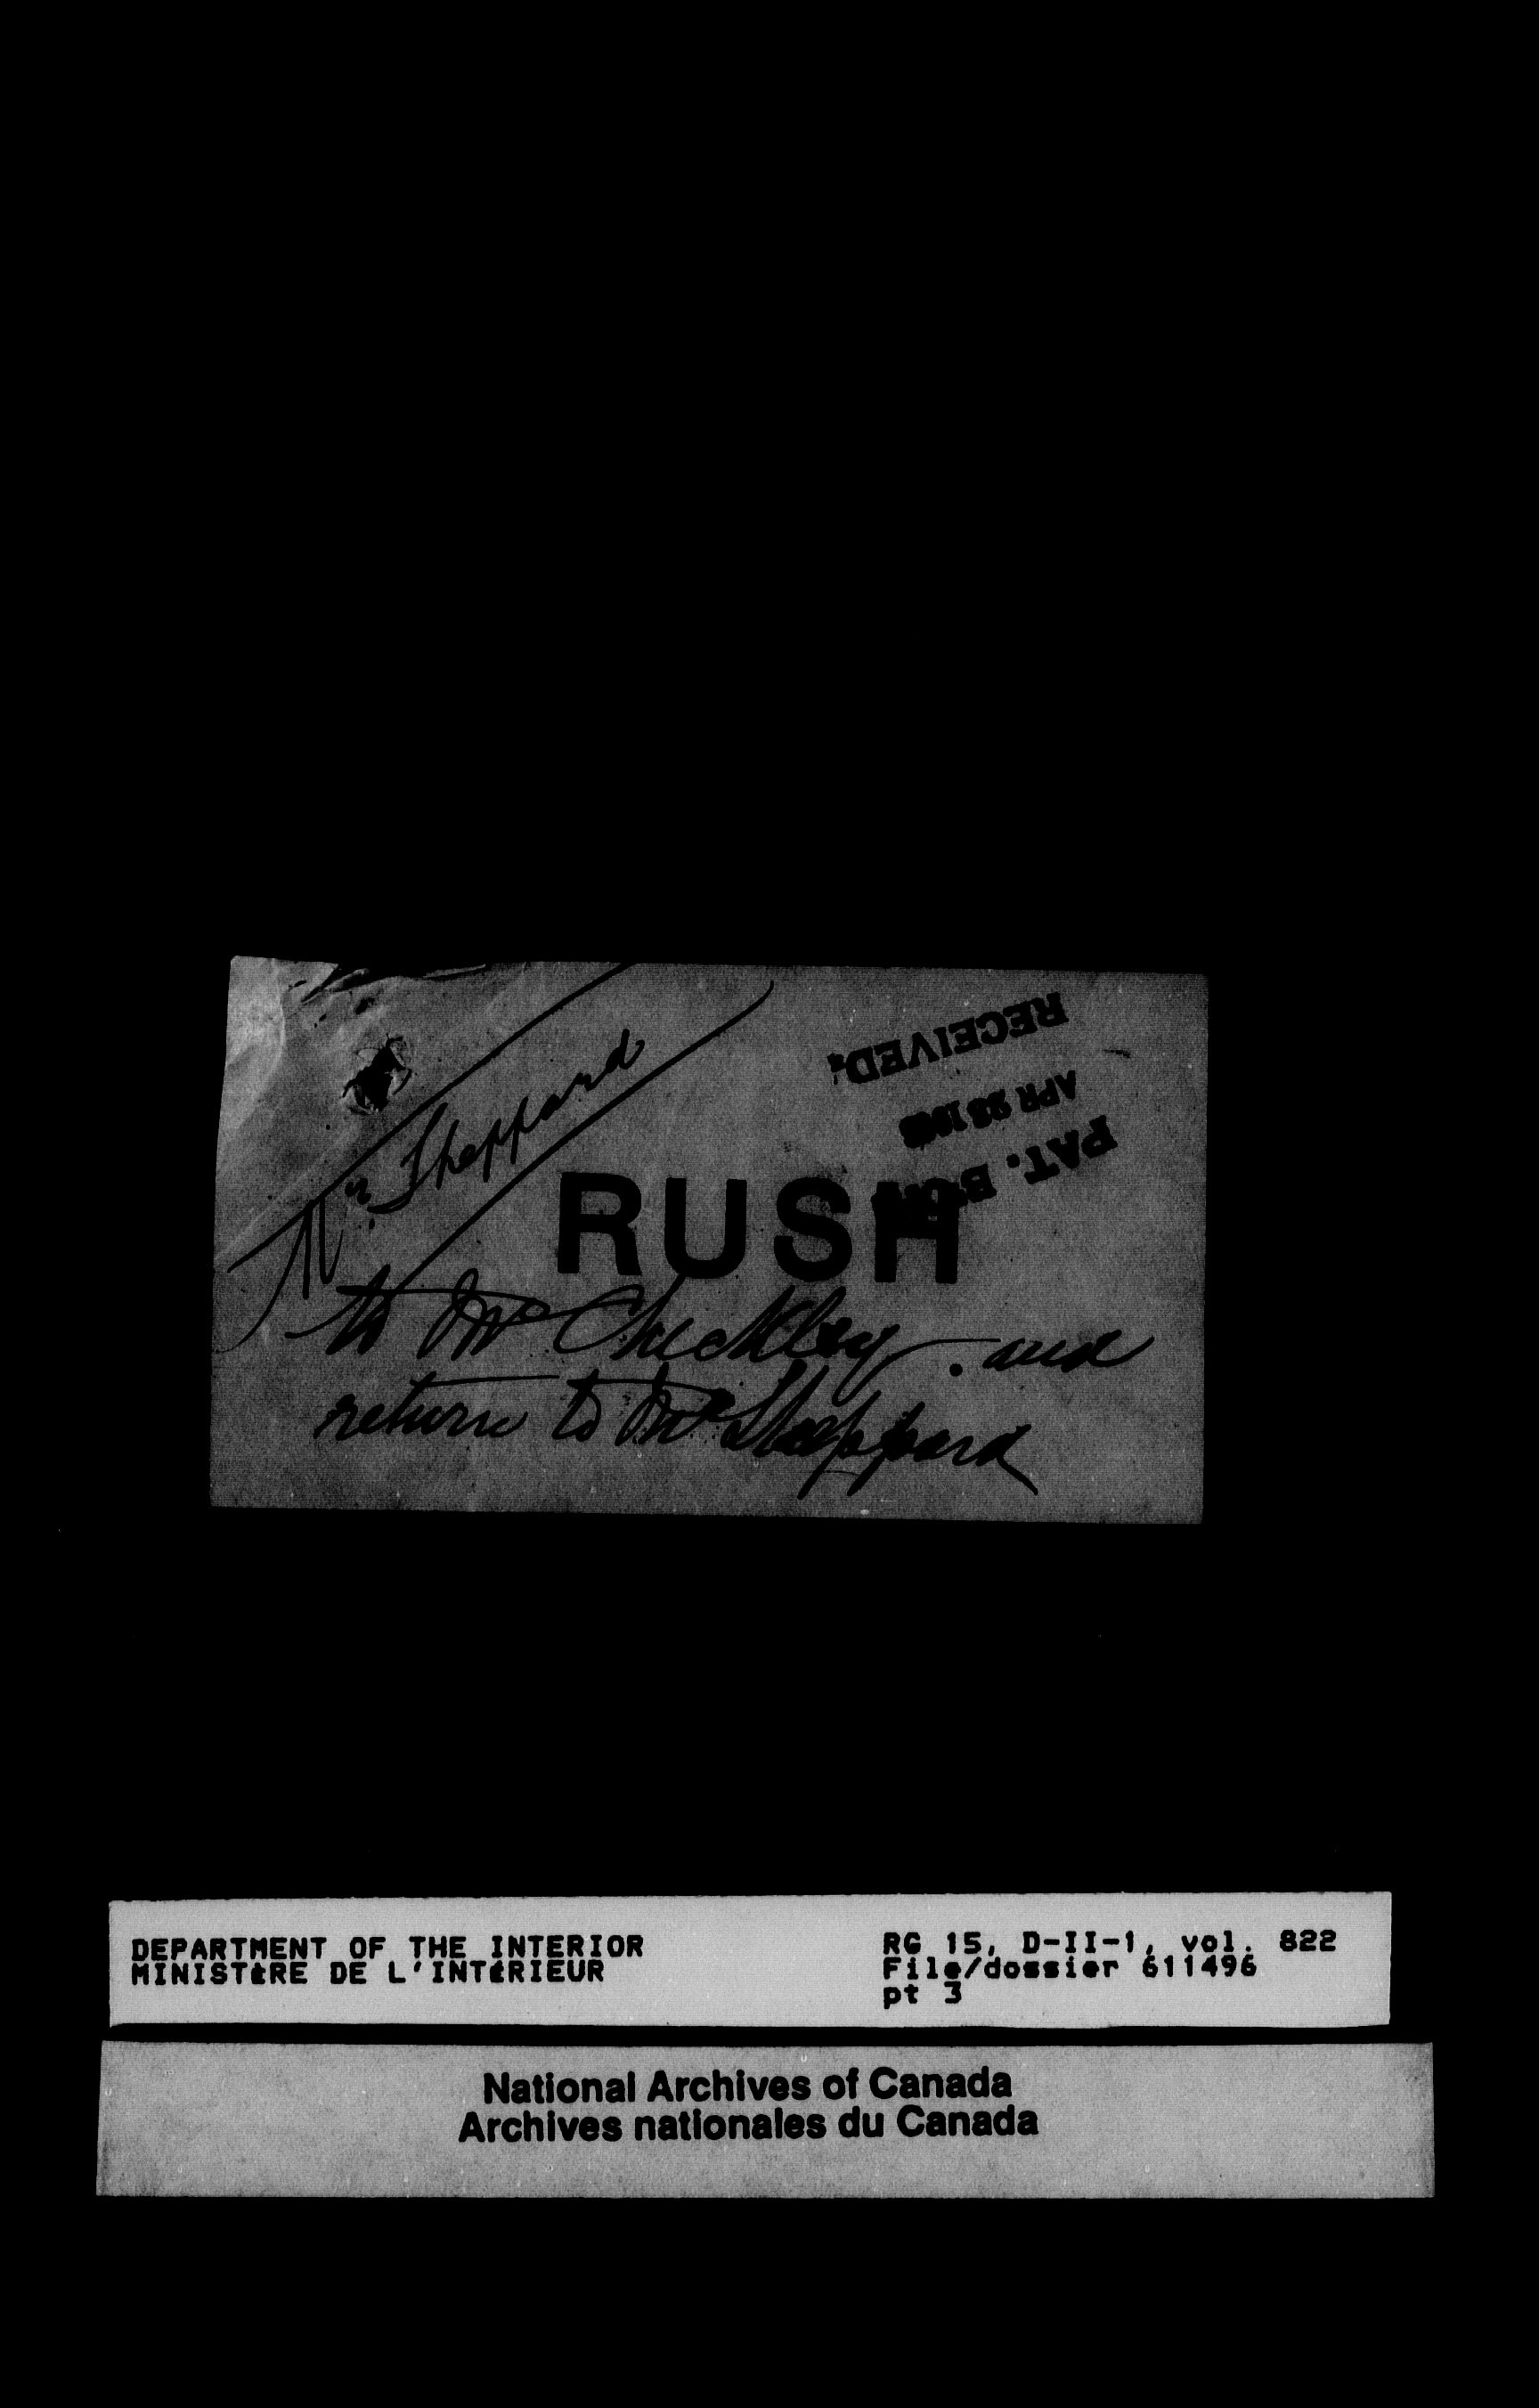 Mr. Sheppard
RECEIVED.
APR 23
PAT. BCH
RUSH
to Mr Checkley. and
return to Mr Sheppard
DEPARTMENT OF THE INTERIOR
MINISTÈRE DE L'INTÉRIEUR
RG 15, D-II-1, vol. 822
File/dossier 611496
pt 3
National Archives of Canada
Archives nationales du Canada